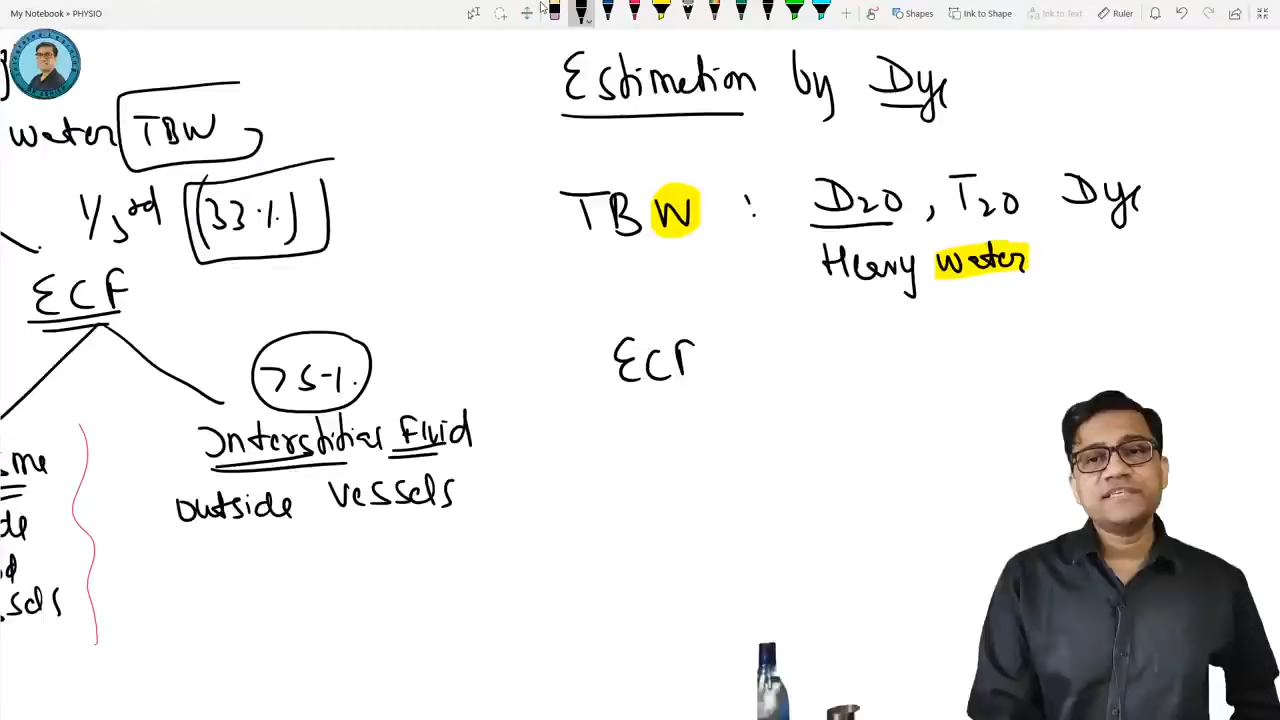 My Notebook » PHYSIO
Shapes Ink to Shape Ink to Text Ruler
Estimetion by Dye
water TBW
1/3rd (33%)
TBW : D2O, T2O Dye
Heavy water
ECF
75%
ECF
Interstitial Fluid
outside vessels